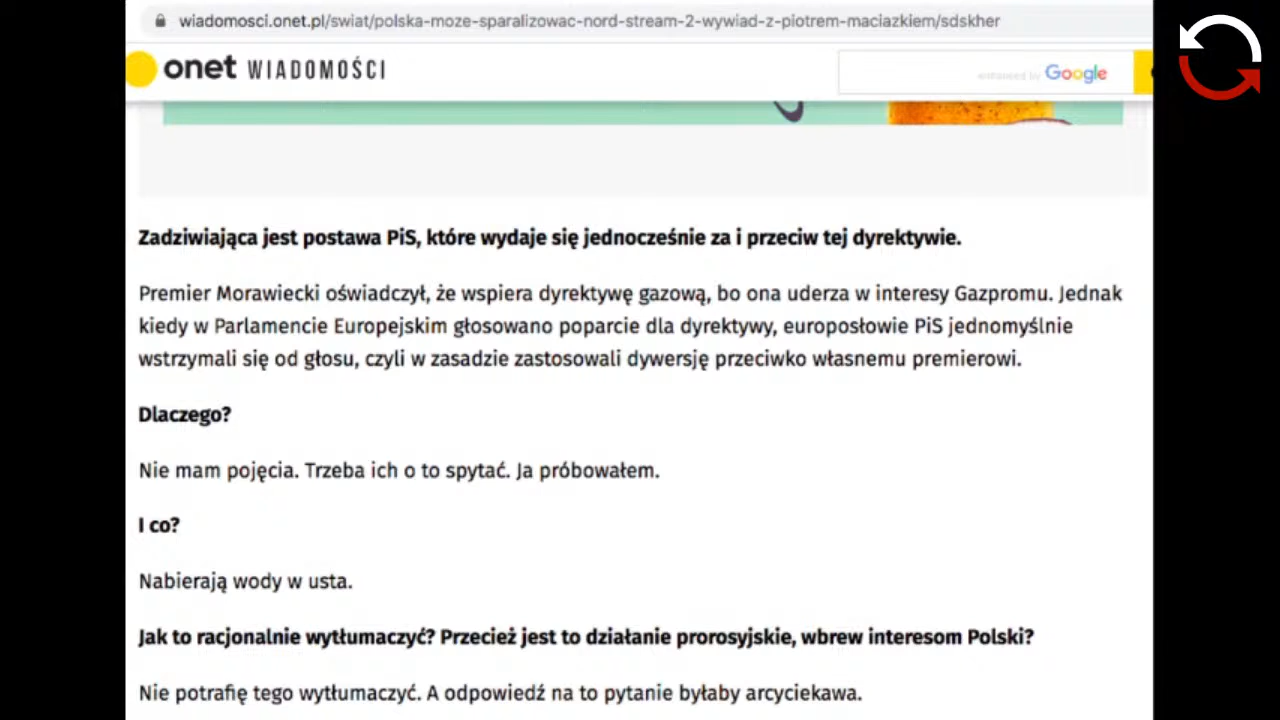 wiadomosci.onet.pl/swiat/polska-moze-sparalizowac-nord-stream-2-wywiad-z-piotrem-maciazkiem/sdskher
onet WIADOMOŚCI
enhanced by Google
Zadziwiająca jest postawa PiS, które wydaje się jednocześnie za i przeciw tej dyrektywie.
Premier Morawiecki oświadczył, że wspiera dyrektywę gazową, bo ona uderza w interesy Gazpromu. Jednak
kiedy w Parlamencie Europejskim głosowano poparcie dla dyrektywy, europosłowie PiS jednomyślnie
wstrzymali się od głosu, czyli w zasadzie zastosowali dywersję przeciwko własnemu premierowi.
Dlaczego?
Nie mam pojęcia. Trzeba ich o to spytać. Ja próbowałem.
I co?
Nabierają wody w usta.
Jak to racjonalnie wytłumaczyć? Przecież jest to działanie prorosyjskie, wbrew interesom Polski?
Nie potrafię tego wytłumaczyć. A odpowiedź na to pytanie byłaby arcyciekawa.